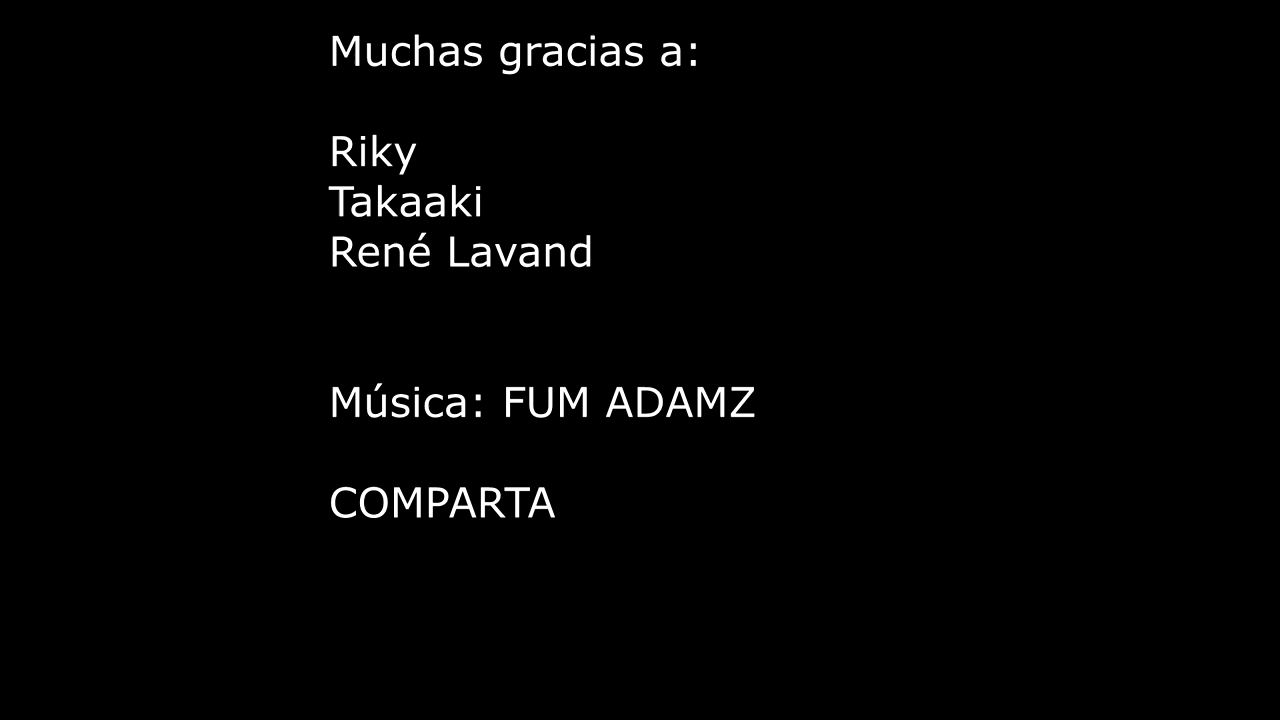 Muchas gracias a:
Riky
Takaaki
René Lavand
Música: FUM ADAMZ
COMPARTA